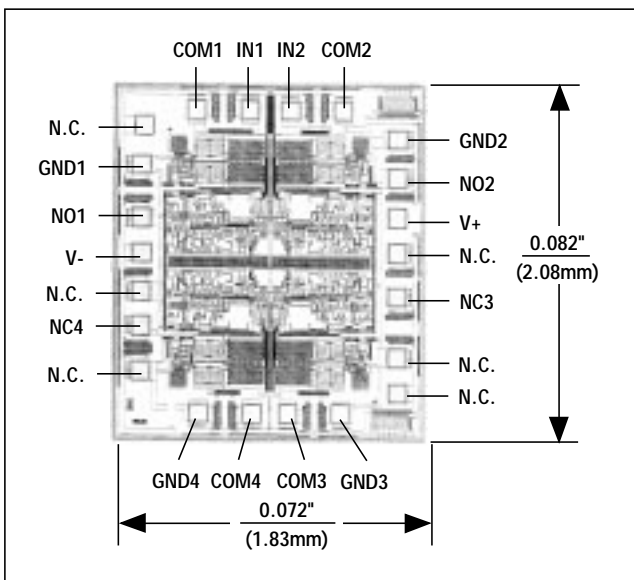 COM1 IN1 IN2 COM2
N.C.
GND1
NO1
V-
N.C.
NC4
N.C.
GND2
NO2
V+
N.C.
NC3
N.C.
N.C.
0.082"
(2.08mm)
GND4 COM4 COM3 GND3
0.072"
(1.83mm)